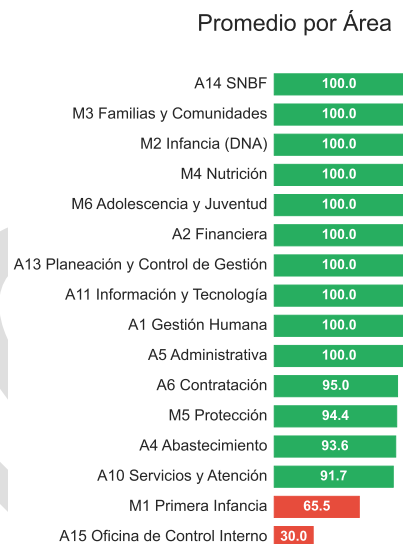 Promedio por Área
A14 SNBF 100.0
M3 Familias y Comunidades 100.0
M2 Infancia (DNA) 100.0
M4 Nutrición 100.0
M6 Adolescencia y Juventud 100.0
A2 Financiera 100.0
A13 Planeación y Control de Gestión 100.0
A11 Información y Tecnología 100.0
A1 Gestión Humana 100.0
A5 Administrativa 100.0
A6 Contratación 95.0
M5 Protección 94.4
A4 Abastecimiento 93.6
A10 Servicios y Atención 91.7
M1 Primera Infancia 65.5
A15 Oficina de Control Interno 30.0